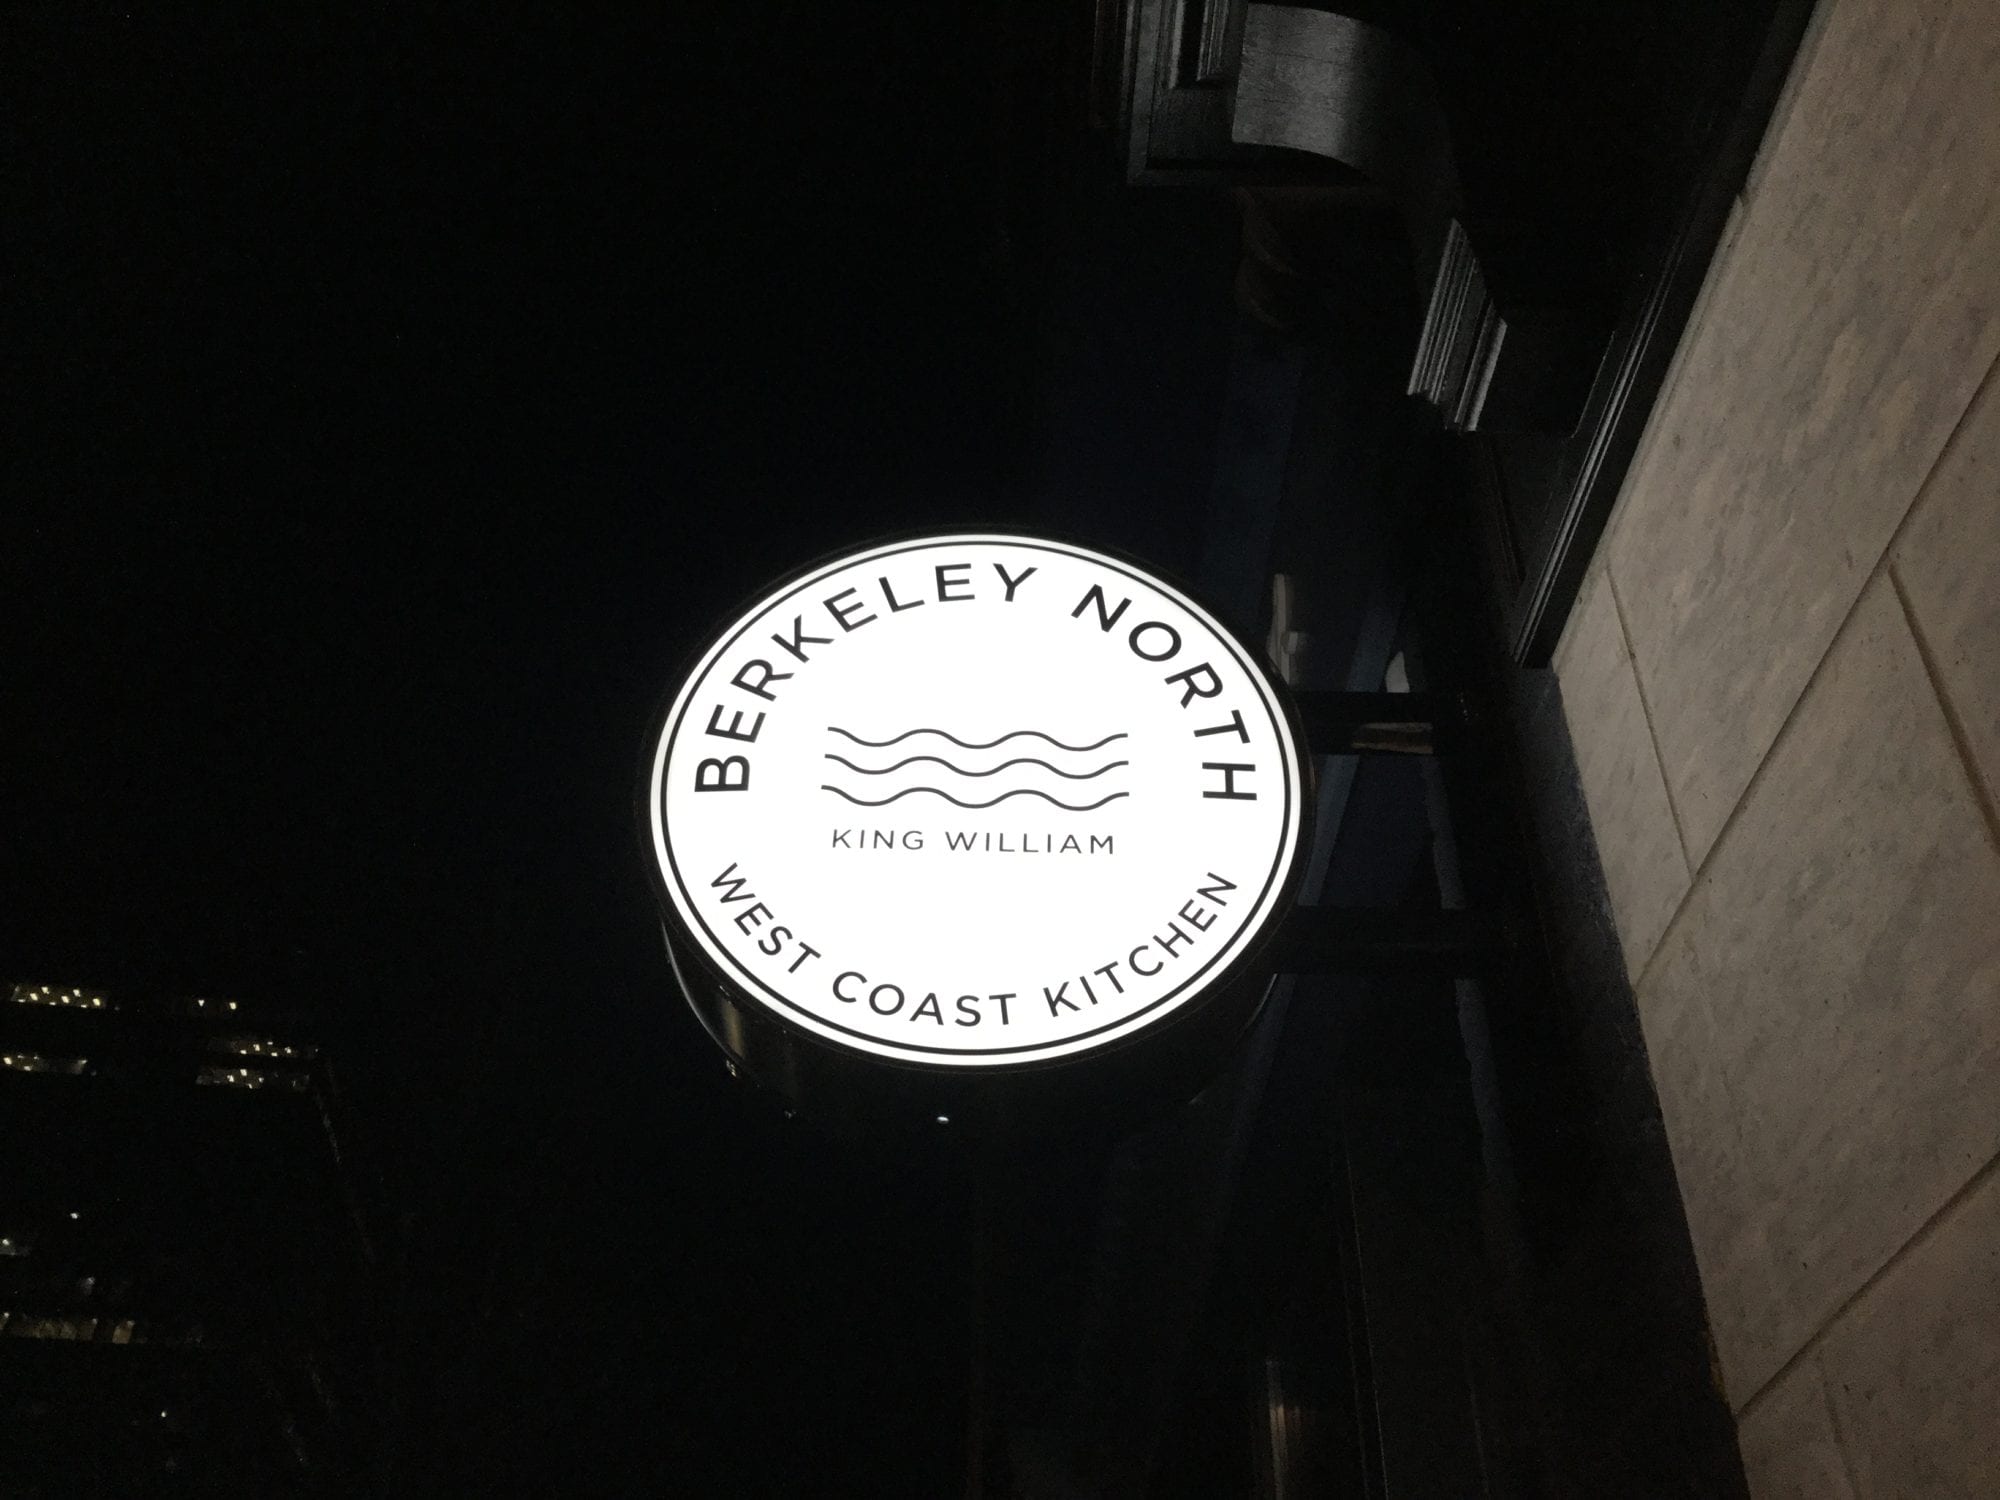 BERKELEY NORTH
KING WILLIAM
WEST COAST KITCHEN